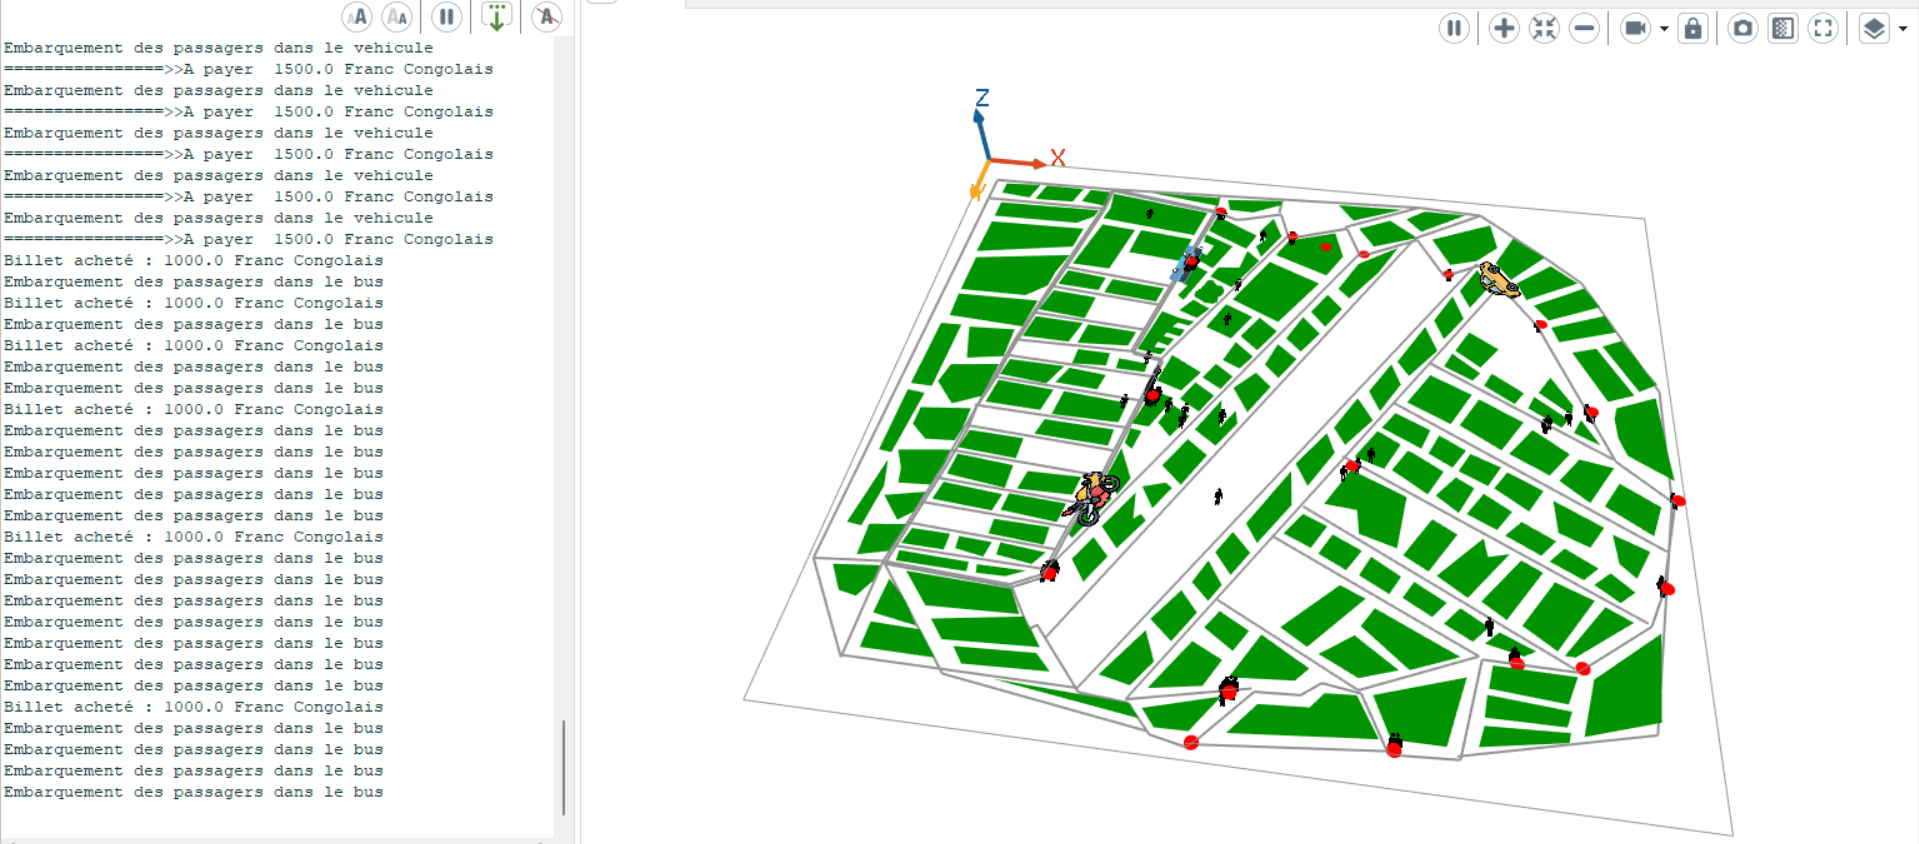 Embarquement des passagers dans le vehicule
================>>A payer  1500.0 Franc Congolais
Embarquement des passagers dans le vehicule
================>>A payer  1500.0 Franc Congolais
Embarquement des passagers dans le vehicule
================>>A payer  1500.0 Franc Congolais
Embarquement des passagers dans le vehicule
================>>A payer  1500.0 Franc Congolais
Embarquement des passagers dans le vehicule
================>>A payer  1500.0 Franc Congolais
Billet acheté : 1000.0 Franc Congolais
Embarquement des passagers dans le bus
Billet acheté : 1000.0 Franc Congolais
Embarquement des passagers dans le bus
Billet acheté : 1000.0 Franc Congolais
Embarquement des passagers dans le bus
Embarquement des passagers dans le bus
Billet acheté : 1000.0 Franc Congolais
Embarquement des passagers dans le bus
Embarquement des passagers dans le bus
Embarquement des passagers dans le bus
Embarquement des passagers dans le bus
Embarquement des passagers dans le bus
Billet acheté : 1000.0 Franc Congolais
Embarquement des passagers dans le bus
Embarquement des passagers dans le bus
Embarquement des passagers dans le bus
Embarquement des passagers dans le bus
Embarquement des passagers dans le bus
Embarquement des passagers dans le bus
Embarquement des passagers dans le bus
Billet acheté : 1000.0 Franc Congolais
Embarquement des passagers dans le bus
Embarquement des passagers dans le bus
Embarquement des passagers dans le bus
Embarquement des passagers dans le bus
Z
X